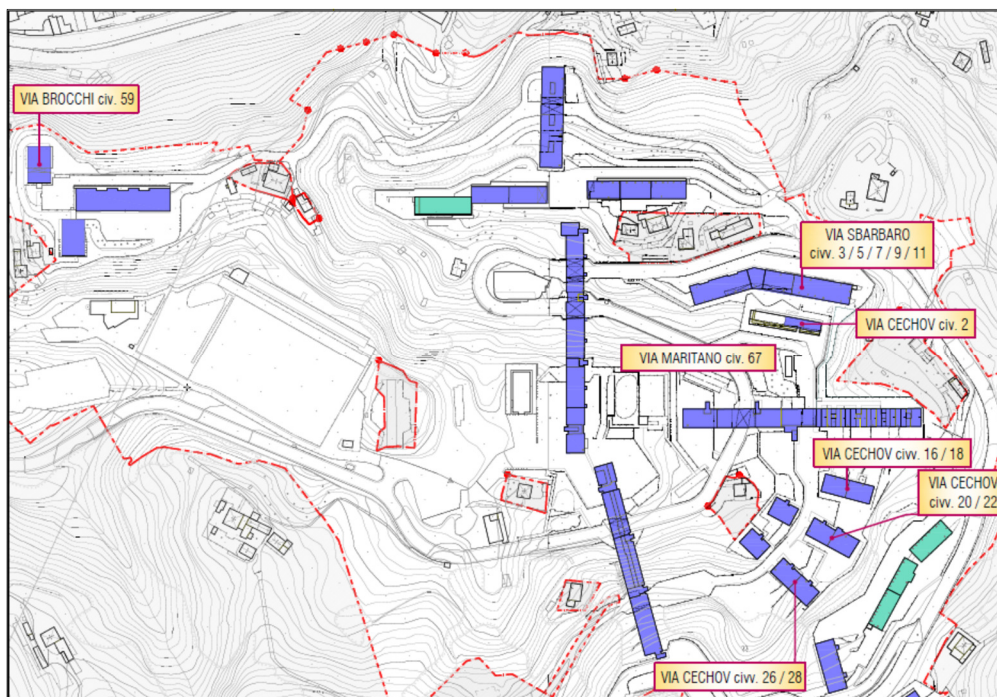 VIA BROCCHI civ. 59
VIA SBARBARO
civv. 3 / 5 / 7 / 9 / 11
VIA CECHOV civ. 2
VIA MARITANO civ. 67
VIA CECHOV civv. 16 / 18
VIA CECHOV
civv. 20 / 22
VIA CECHOV civv. 26 / 28